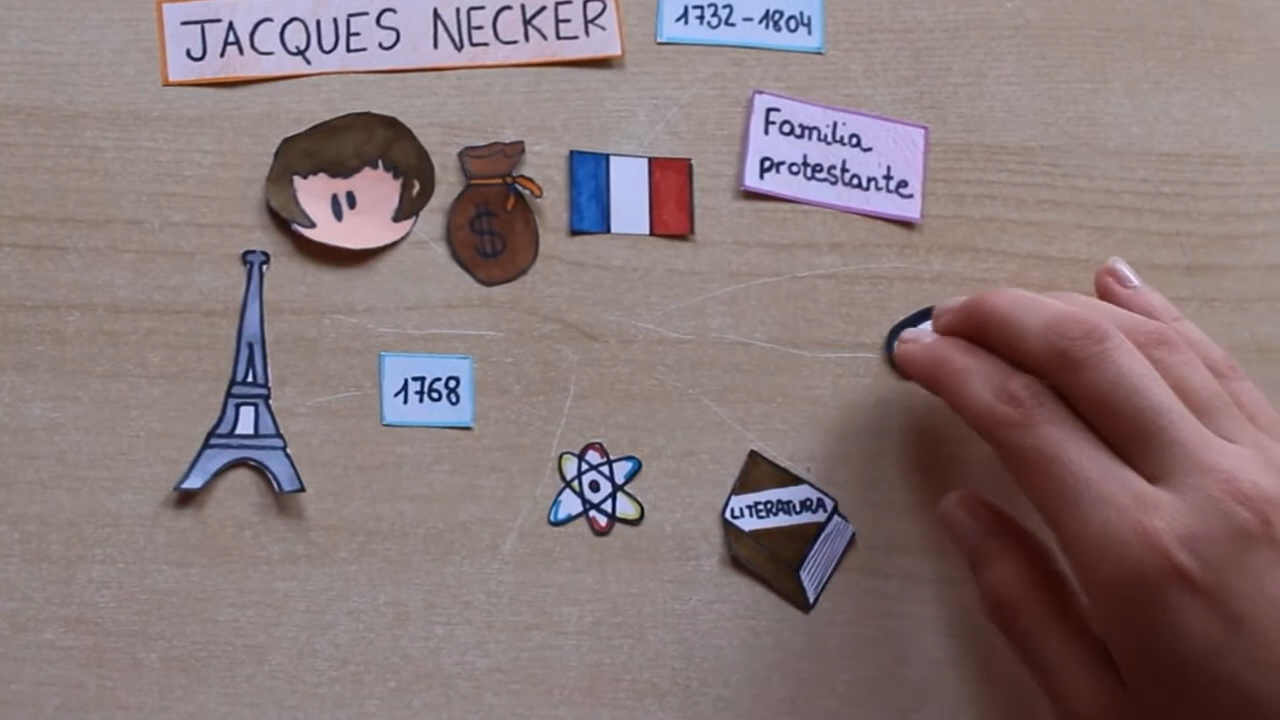 JACQUES NECKER
1732-1804
Familia
protestante
$
1768
LITERATURA